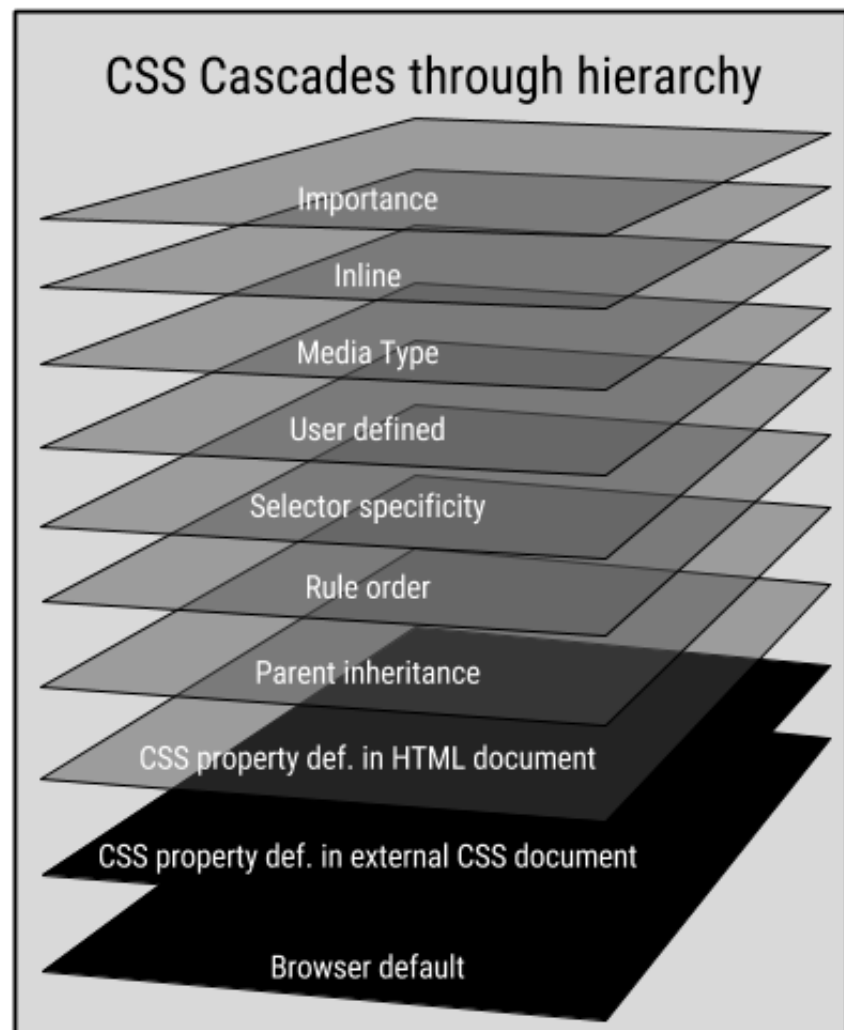 CSS Cascades through hierarchy
Importance
Inline
Media Type
User defined
Selector specificity
Rule order
Parent inheritance
CSS property def. in HTML document
CSS property def. in external CSS document
Browser default